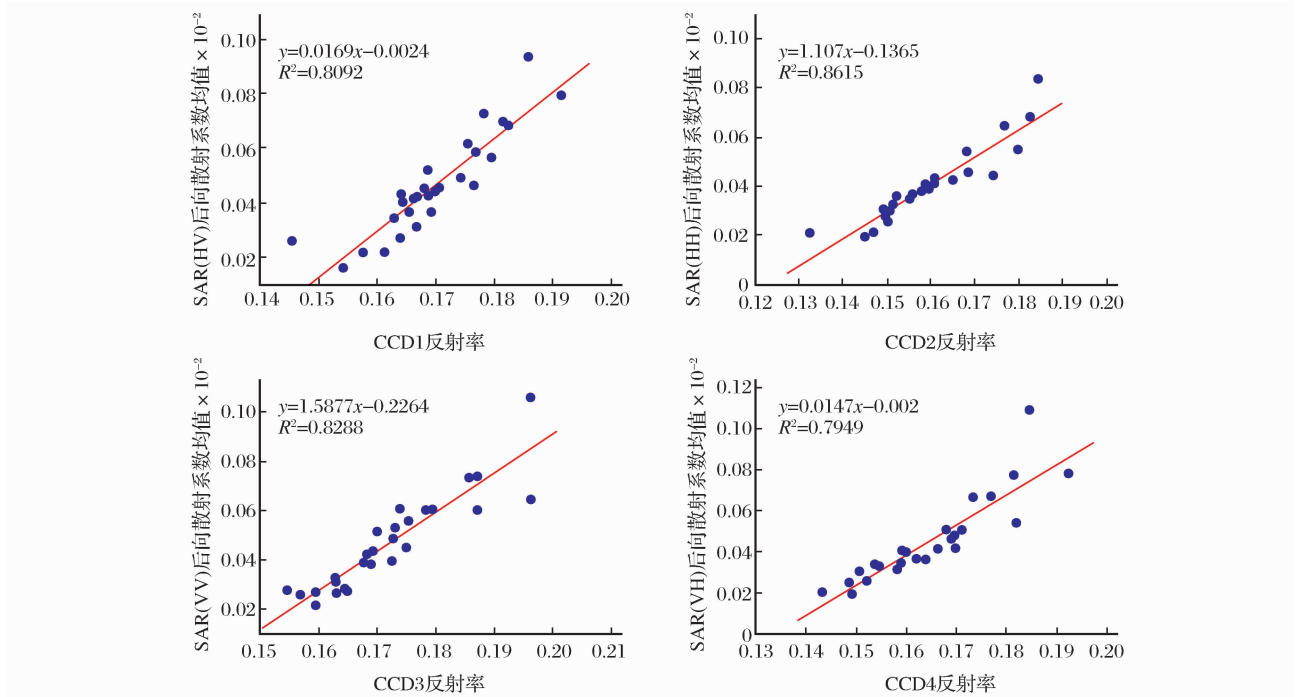 SAR(HV)后向散射系数均值×10⁻²
0.10
0.08
0.06
0.04
0.02
y=0.0169x−0.0024
R²=0.8092
0.14 0.15 0.16 0.17 0.18 0.19 0.20
CCD1反射率
SAR(HH)后向散射系数均值×10⁻²
0.10
0.08
0.06
0.04
0.02
0
y=1.107x−0.1365
R²=0.8615
0.12 0.13 0.14 0.15 0.16 0.17 0.18 0.19 0.20
CCD2反射率
SAR(VV)后向散射系数均值×10⁻²
0.10
0.08
0.06
0.04
0.02
y=1.5877x−0.2264
R²=0.8288
0.15 0.16 0.17 0.18 0.19 0.20 0.21
CCD3反射率
SAR(VH)后向散射系数均值×10⁻²
0.12
0.10
0.08
0.06
0.04
0.02
0
y=0.0147x−0.002
R²=0.7949
0.13 0.14 0.15 0.16 0.17 0.18 0.19 0.20
CCD4反射率